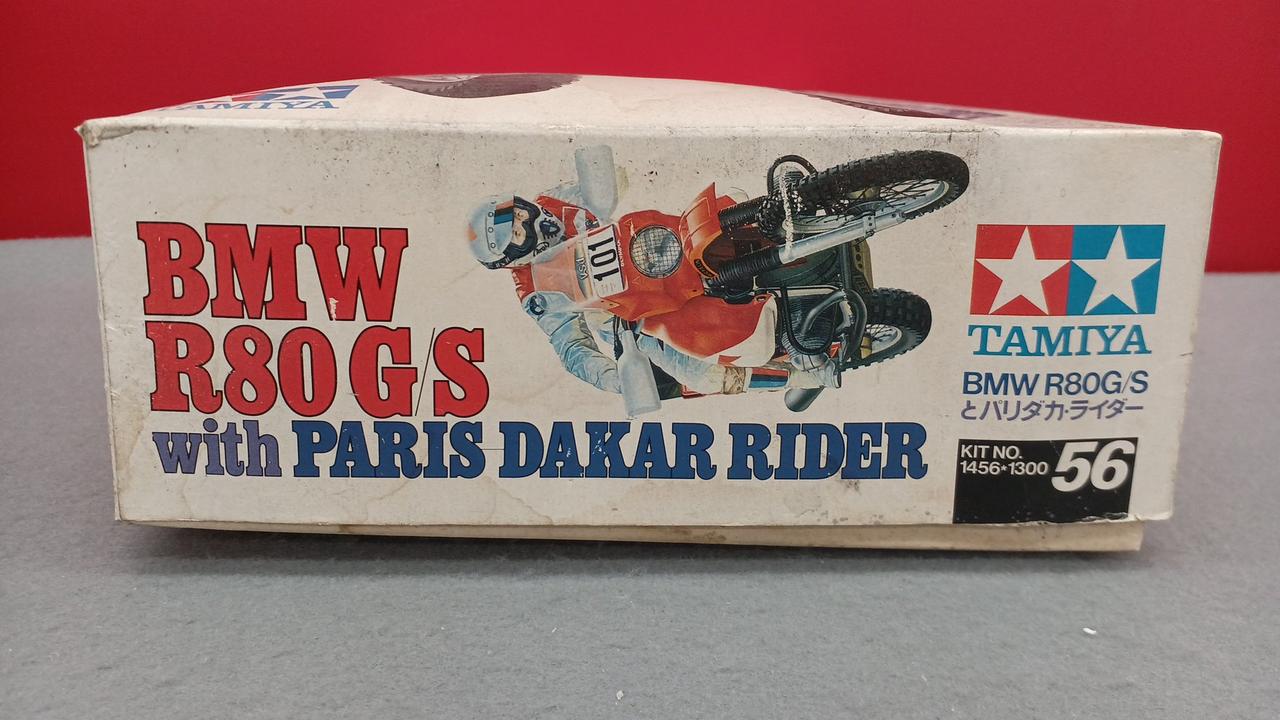 TAMIYA
BMW
R80 G/S
with PARIS DAKAR RIDER
101
TAMIYA
BMW R80G/S
とパリダカ・ライダー
KIT NO.
1456★1300
56